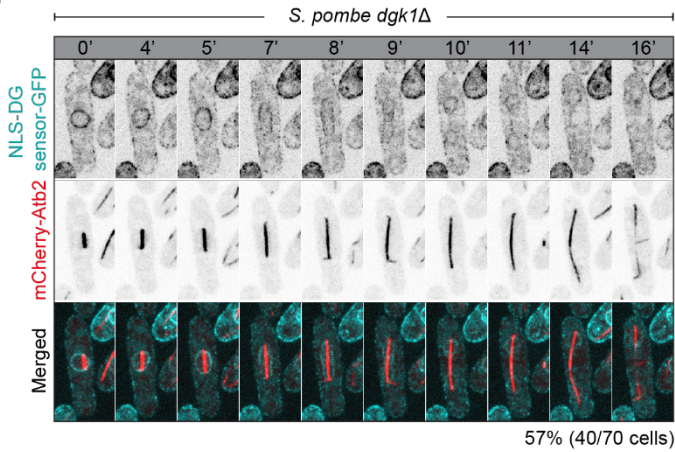 S. pombe dgk1Δ
0’ 4’ 5’ 7’ 8’ 9’ 10’ 11’ 14’ 16’
NLS-DG
sensor-GFP
mCherry-Atb2
Merged
57% (40/70 cells)